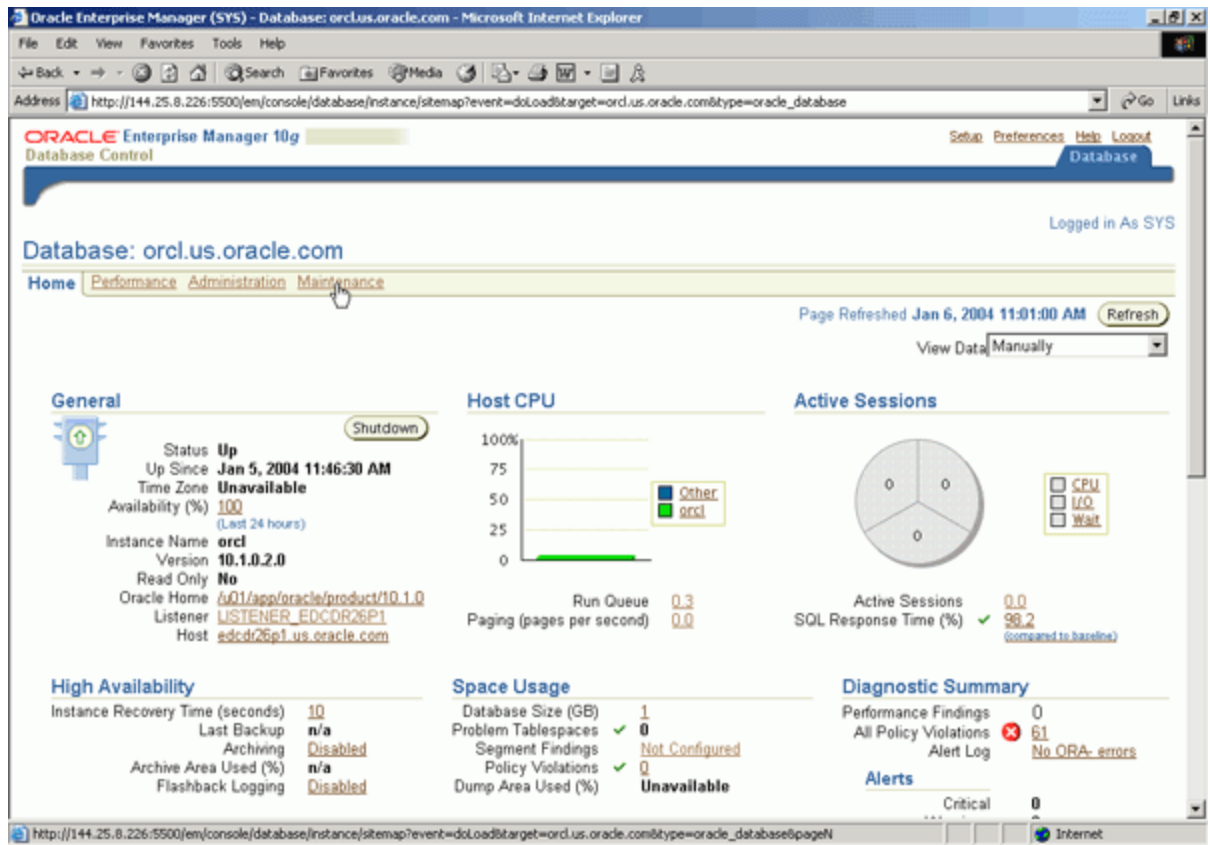 Oracle Enterprise Manager (SYS) - Database: orcl.us.oracle.com - Microsoft Internet Explorer
File Edit View Favorites Tools Help
Back Search Favorites Media
Address http://144.25.8.226:5500/em/console/database/instance/sitemap?event=doLoad&target=orcl.us.oracle.com&type=oracle_database Go Links
ORACLE Enterprise Manager 10g
Setup Preferences Help Logout
Database Control
Database
Logged in As SYS
Database: orcl.us.oracle.com
Home Performance Administration Maintenance
Page Refreshed Jan 6, 2004 11:01:00 AM Refresh
View Data Manually
General
Shutdown
Status Up
Up Since Jan 5, 2004 11:46:30 AM
Time Zone Unavailable
Availability (%) 100
(Last 24 hours)
Instance Name orcl
Version 10.1.0.2.0
Read Only No
Oracle Home /u01/app/oracle/product/10.1.0
Listener LISTENER_EDCDR26P1
Host edcdr26p1.us.oracle.com
Host CPU
100%
75
50
25
0
Other
orcl
Run Queue 0.3
Paging (pages per second) 0.0
Active Sessions
0 0
0
CPU
I/O
Wait
Active Sessions 0.0
SQL Response Time (%) 98.2
(compared to baseline)
High Availability
Instance Recovery Time (seconds) 10
Last Backup n/a
Archiving Disabled
Archive Area Used (%) n/a
Flashback Logging Disabled
Space Usage
Database Size (GB) 1
Problem Tablespaces 0
Segment Findings Not Configured
Policy Violations 0
Dump Area Used (%) Unavailable
Diagnostic Summary
Performance Findings 0
All Policy Violations 61
Alert Log No ORA- errors
Alerts
Critical 0
http://144.25.8.226:5500/em/console/database/instance/sitemap?event=doLoad&target=orcl.us.oracle.com&type=oracle_database&pageN
Internet